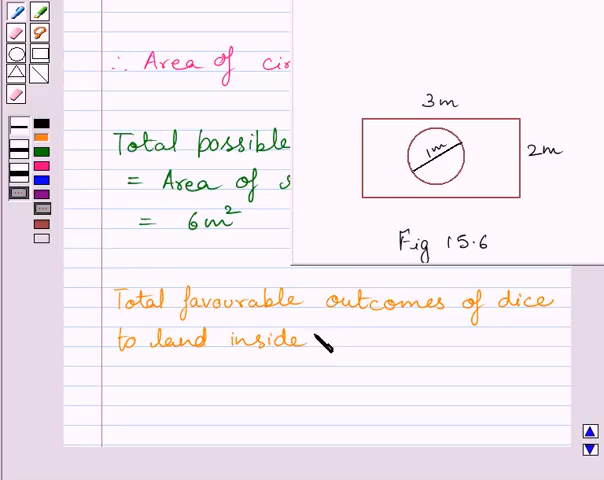 ∴ Area of cir
Total possible
= Area of
= 6m²
3m
1m
2m
Fig 15.6
Total favourable outcomes of dice
to land inside